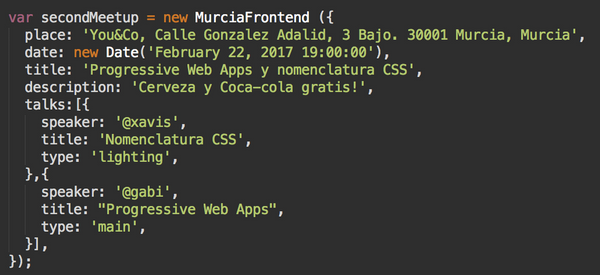 var secondMeetup = new MurciaFrontend ({
place: 'You&Co, Calle Gonzalez Adalid, 3 Bajo. 30001 Murcia, Murcia',
date: new Date('February 22, 2017 19:00:00'),
title: 'Progressive Web Apps y nomenclatura CSS',
description: 'Cerveza y Coca-cola gratis!',
talks:[{
speaker: '@xavis',
title: 'Nomenclatura CSS',
type: 'lighting',
},{
speaker: '@gabi',
title: "Progressive Web Apps",
type: 'main',
}],
});